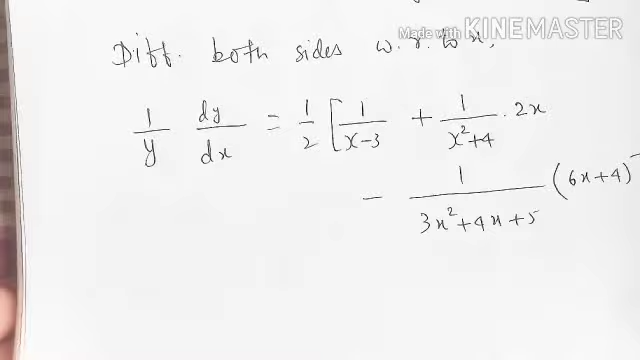 Made with KINEMASTER
Diff. both sides w.r.to x,
1/y dy/dx = 1/2 [ 1/(x-3) + 1/(x²+4) . 2x
- 1/(3x²+4x+5) (6x+4)